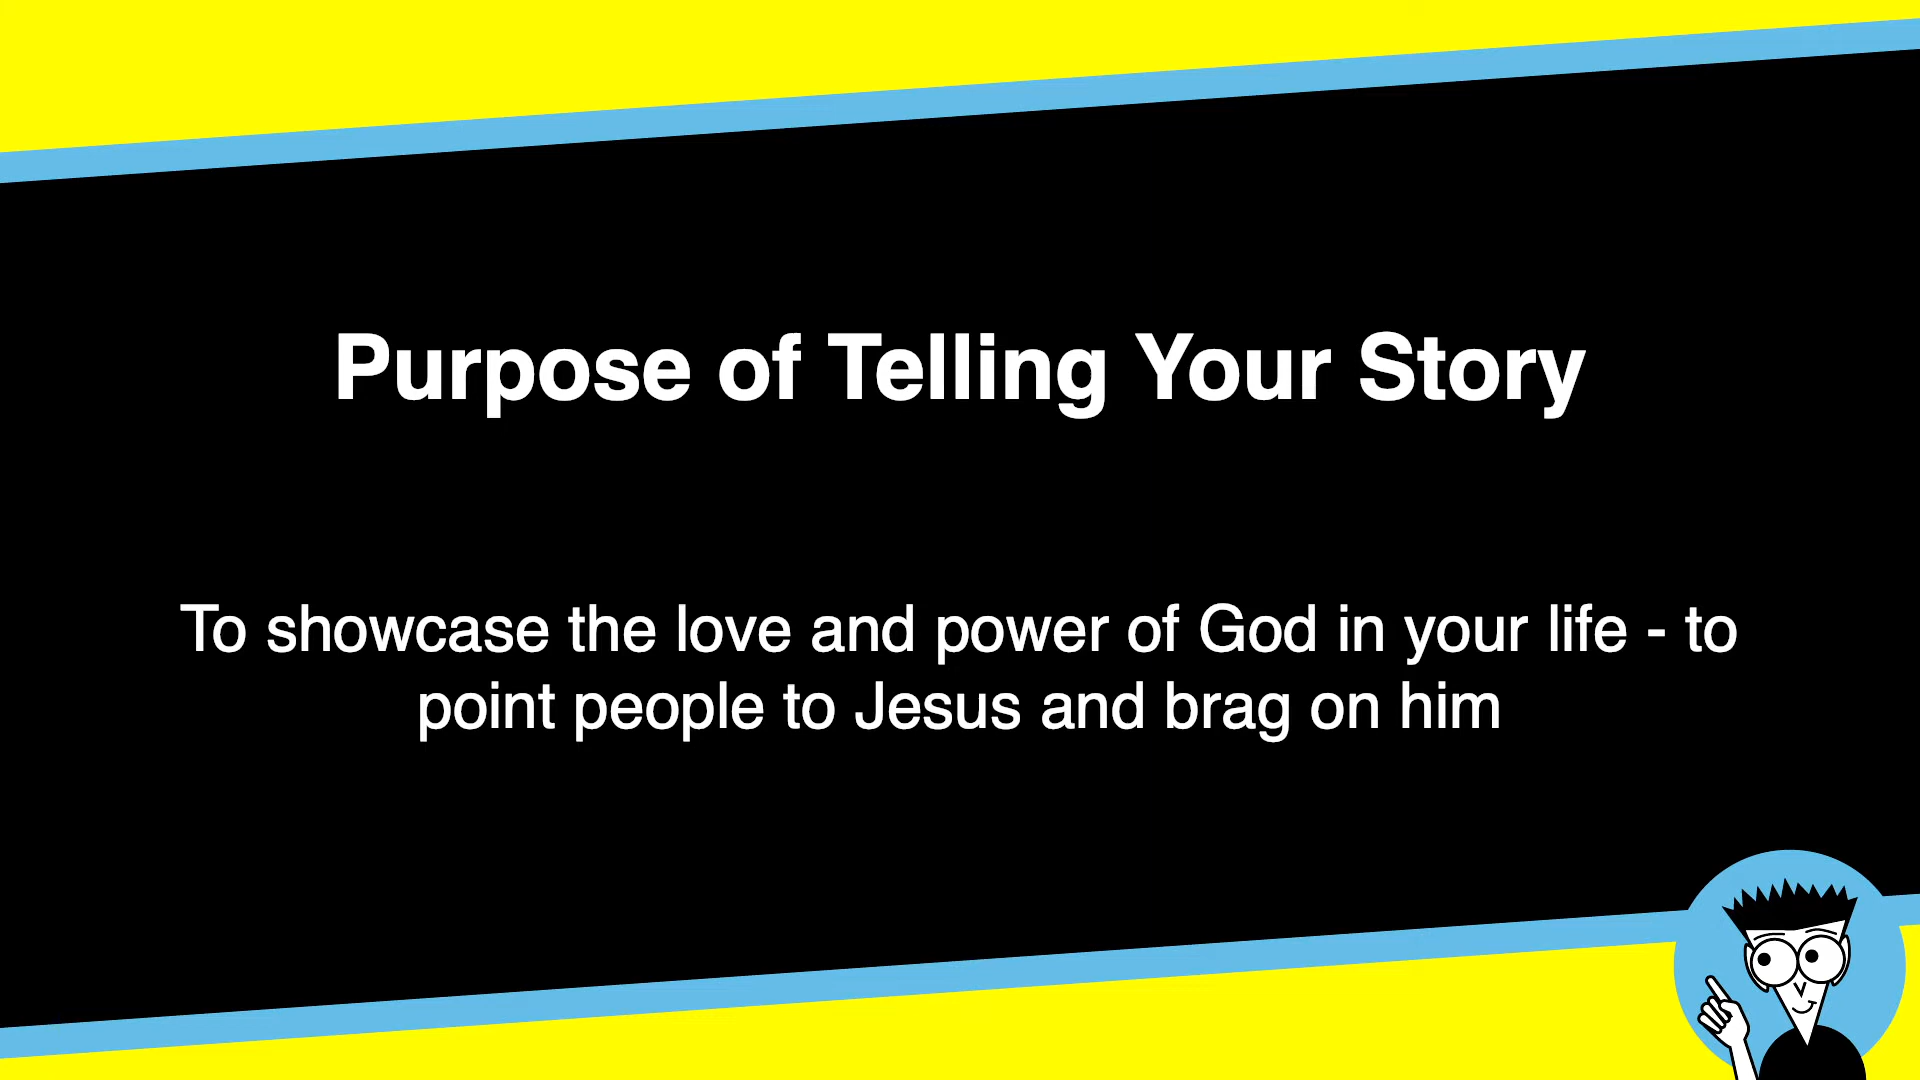 Purpose of Telling Your Story
To showcase the love and power of God in your life - to
point people to Jesus and brag on him